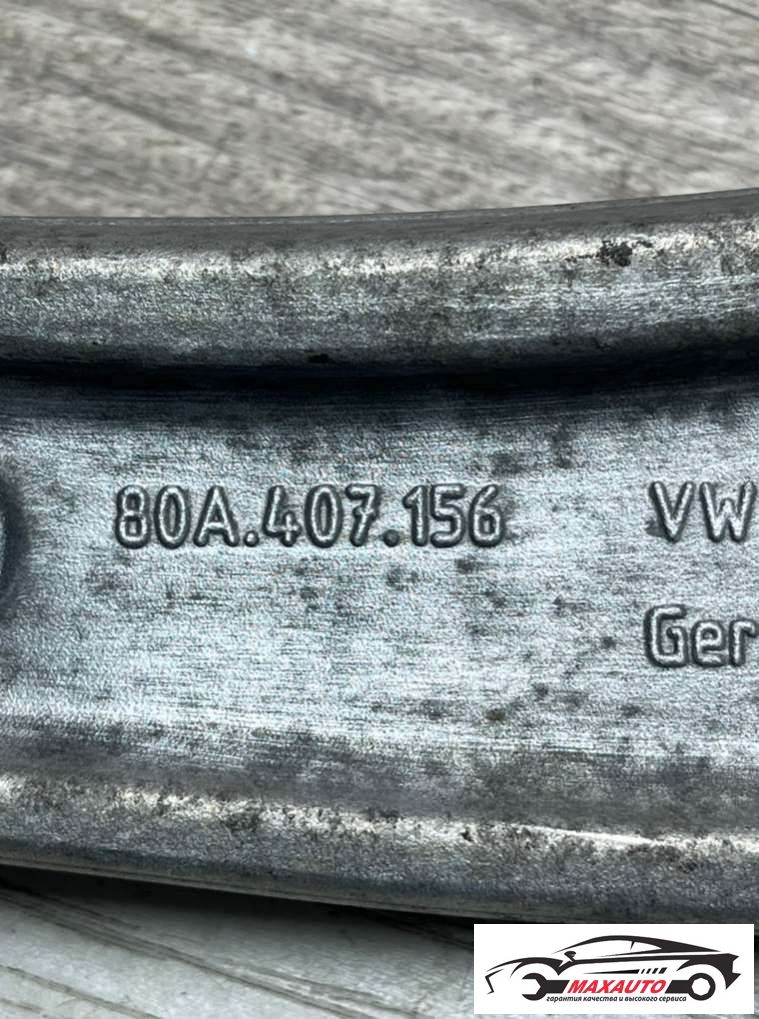 80A.407.156 VW
Ger
MAXAUTO
гарантия качества и высокого сервиса